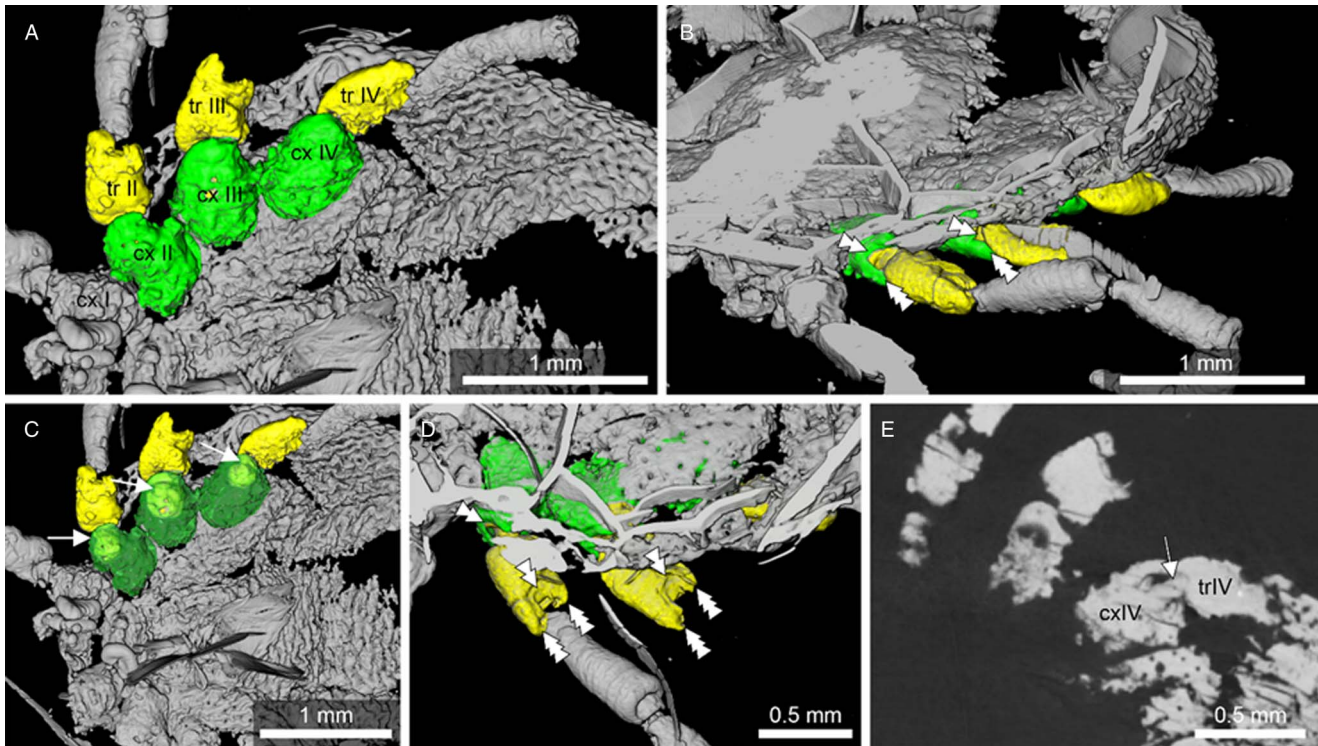 A
tr III
tr IV
tr II
cx IV
cx III
cx II
cx I
1 mm
B
1 mm
C
1 mm
D
0.5 mm
E
cxIV
trIV
0.5 mm